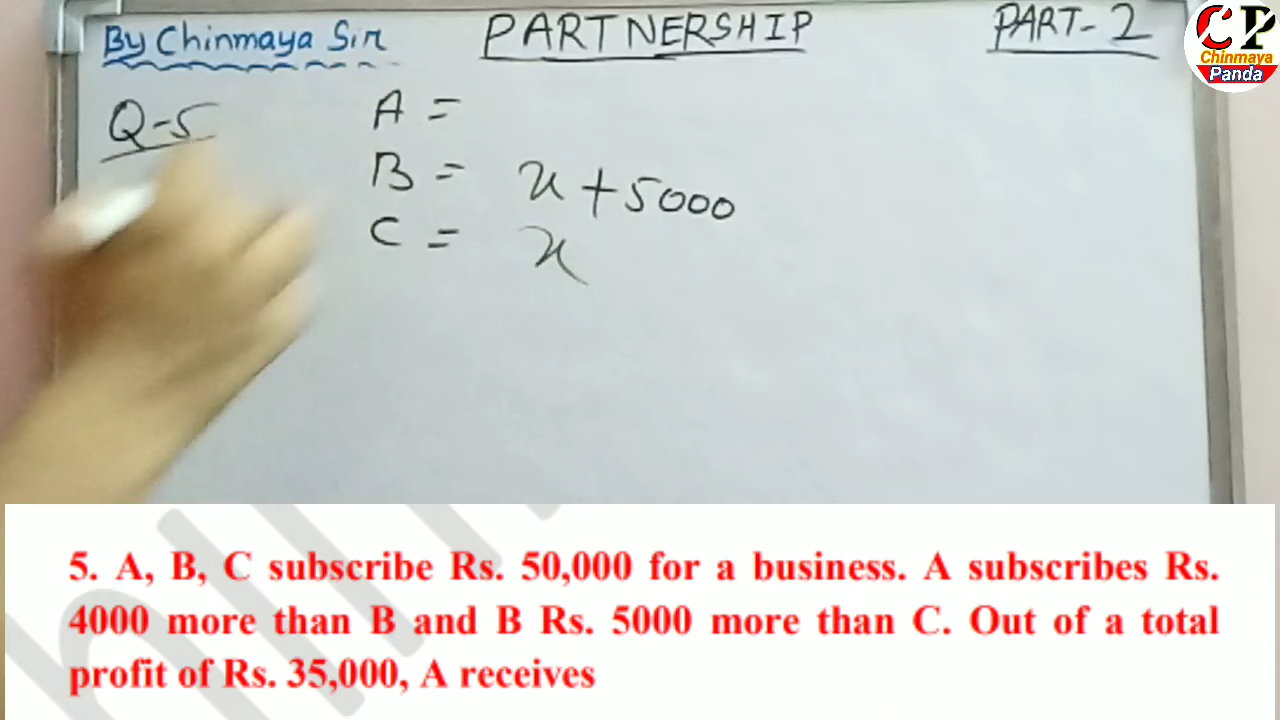 By Chinmaya Sir
PARTNERSHIP
PART-2
CP
Chinmaya
Panda
Q-5
A =
B = x + 5000
C = x
5. A, B, C subscribe Rs. 50,000 for a business. A subscribes Rs.
4000 more than B and B Rs. 5000 more than C. Out of a total
profit of Rs. 35,000, A receives